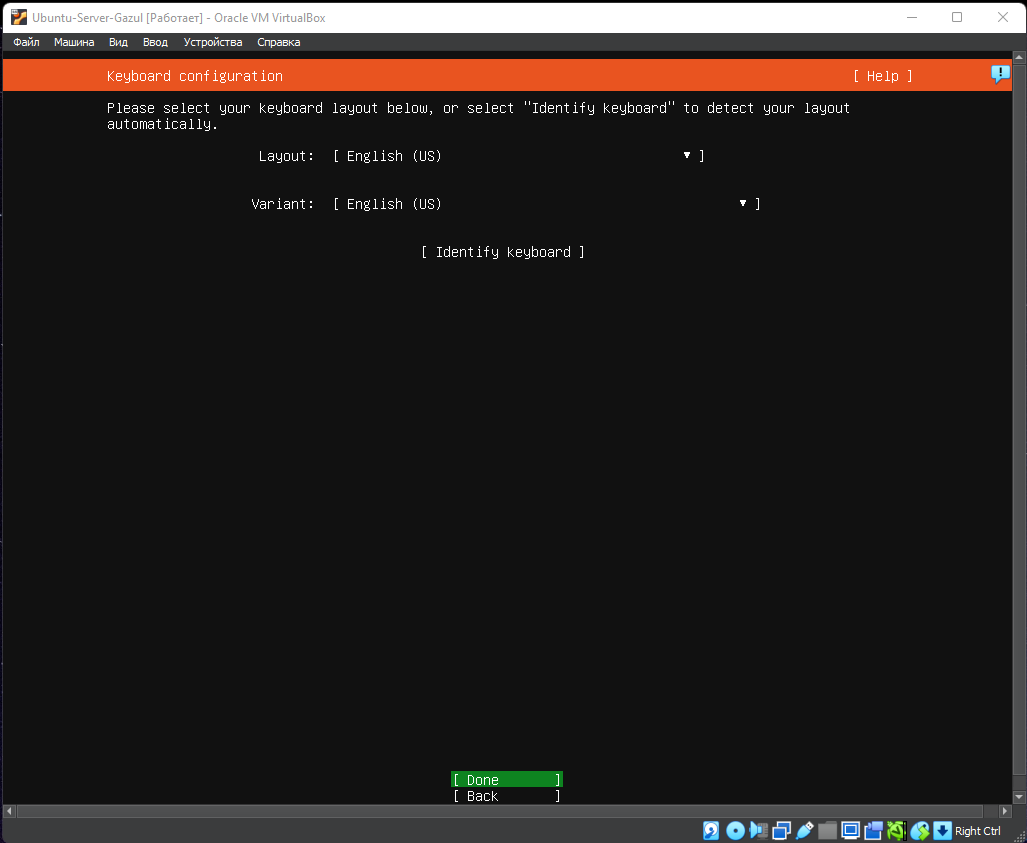 Ubuntu-Server-Gazul [Работает] - Oracle VM VirtualBox
Файл Машина Вид Ввод Устройства Справка
Keyboard configuration [ Help ]
Please select your keyboard layout below, or select "Identify keyboard" to detect your layout
automatically.
Layout: [ English (US) ▾ ]
Variant: [ English (US) ▾ ]
[ Identify keyboard ]
[ Done ]
[ Back ]
Right Ctrl